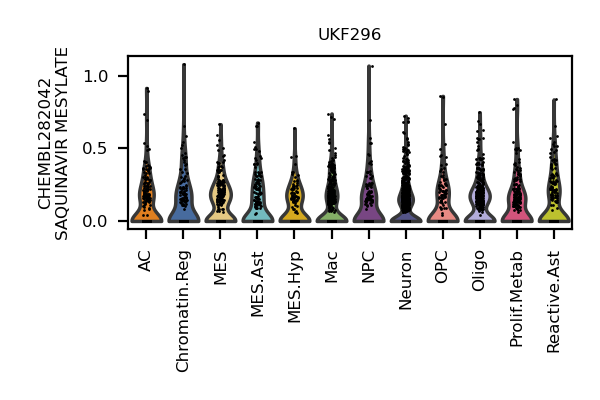 UKF296
CHEMBL282042
SAQUINAVIR MESYLATE
1.0
0.5
0.0
AC
Chromatin.Reg
MES
MES.Ast
MES.Hyp
Mac
NPC
Neuron
OPC
Oligo
Prolif.Metab
Reactive.Ast